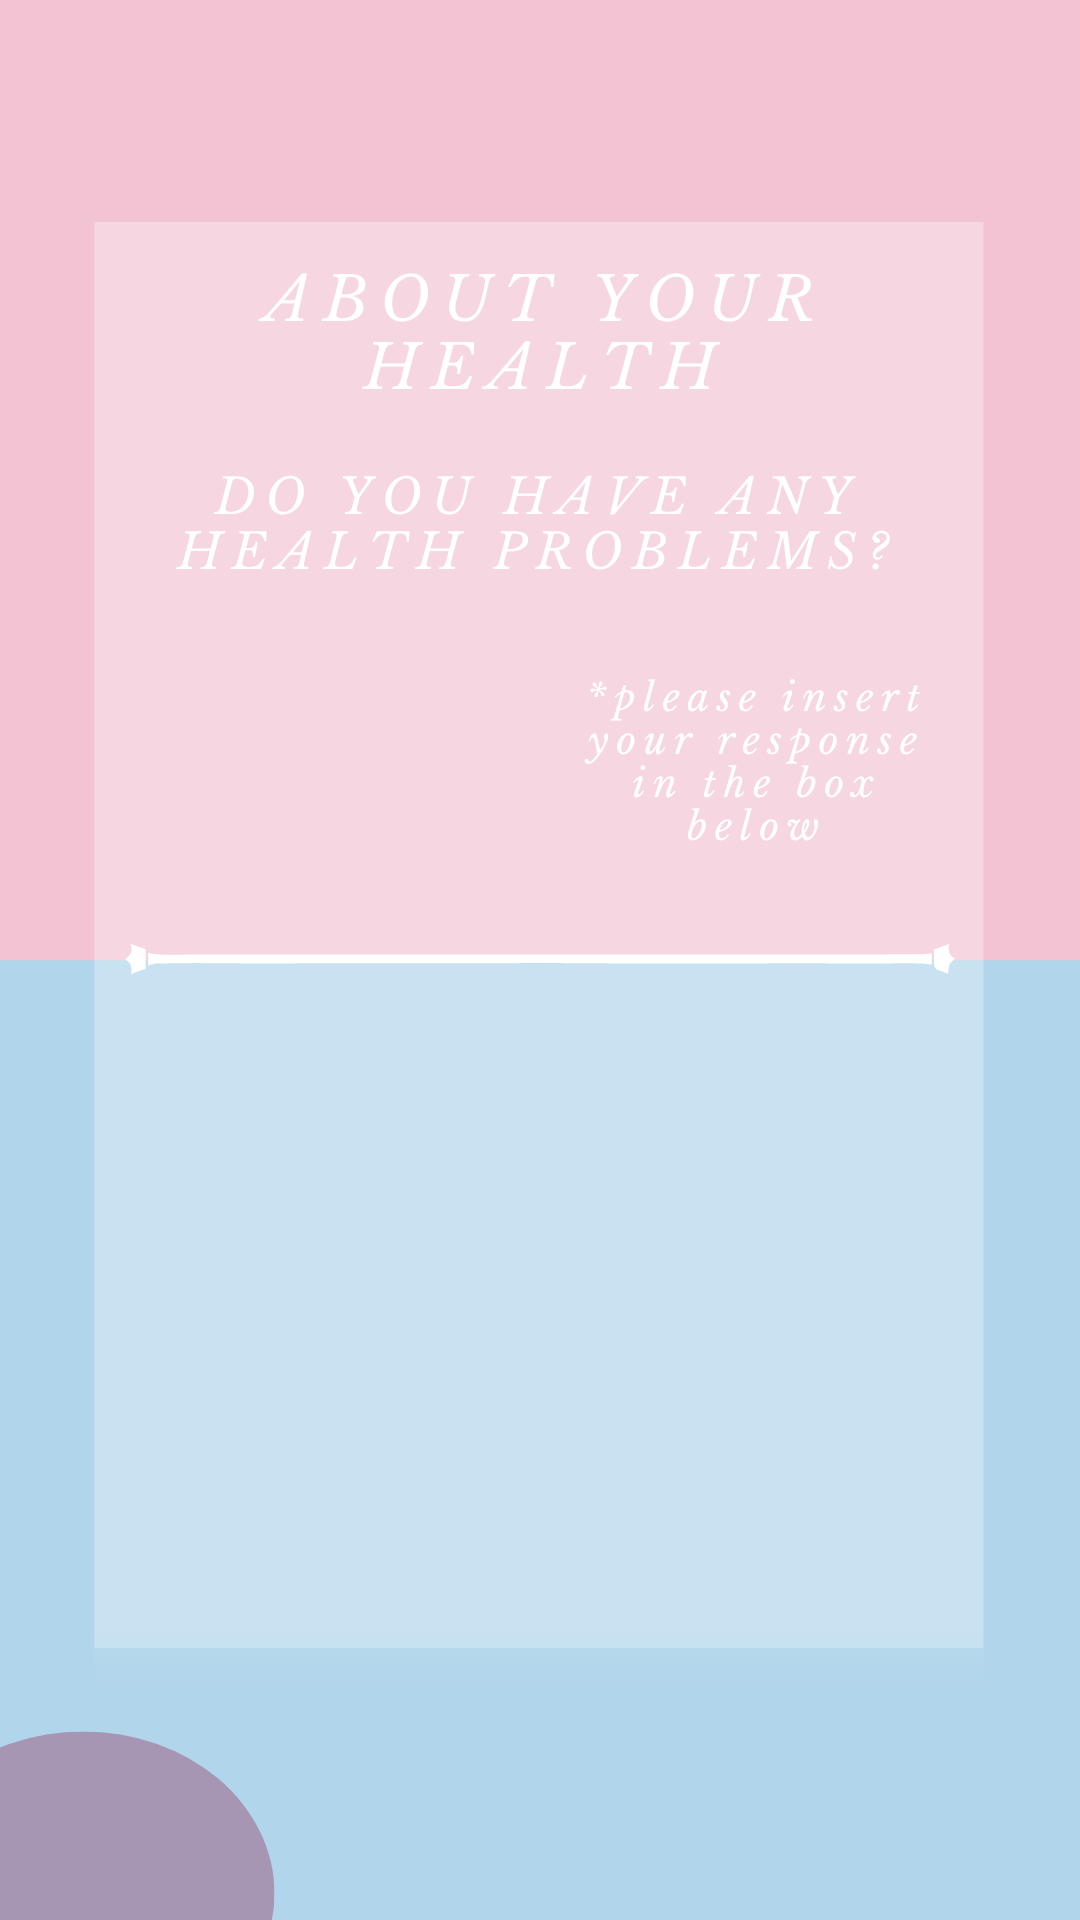 ABOUT YOUR
HEALTH
DO YOU HAVE ANY
HEALTH PROBLEMS?
*please insert
your response
in the box
below